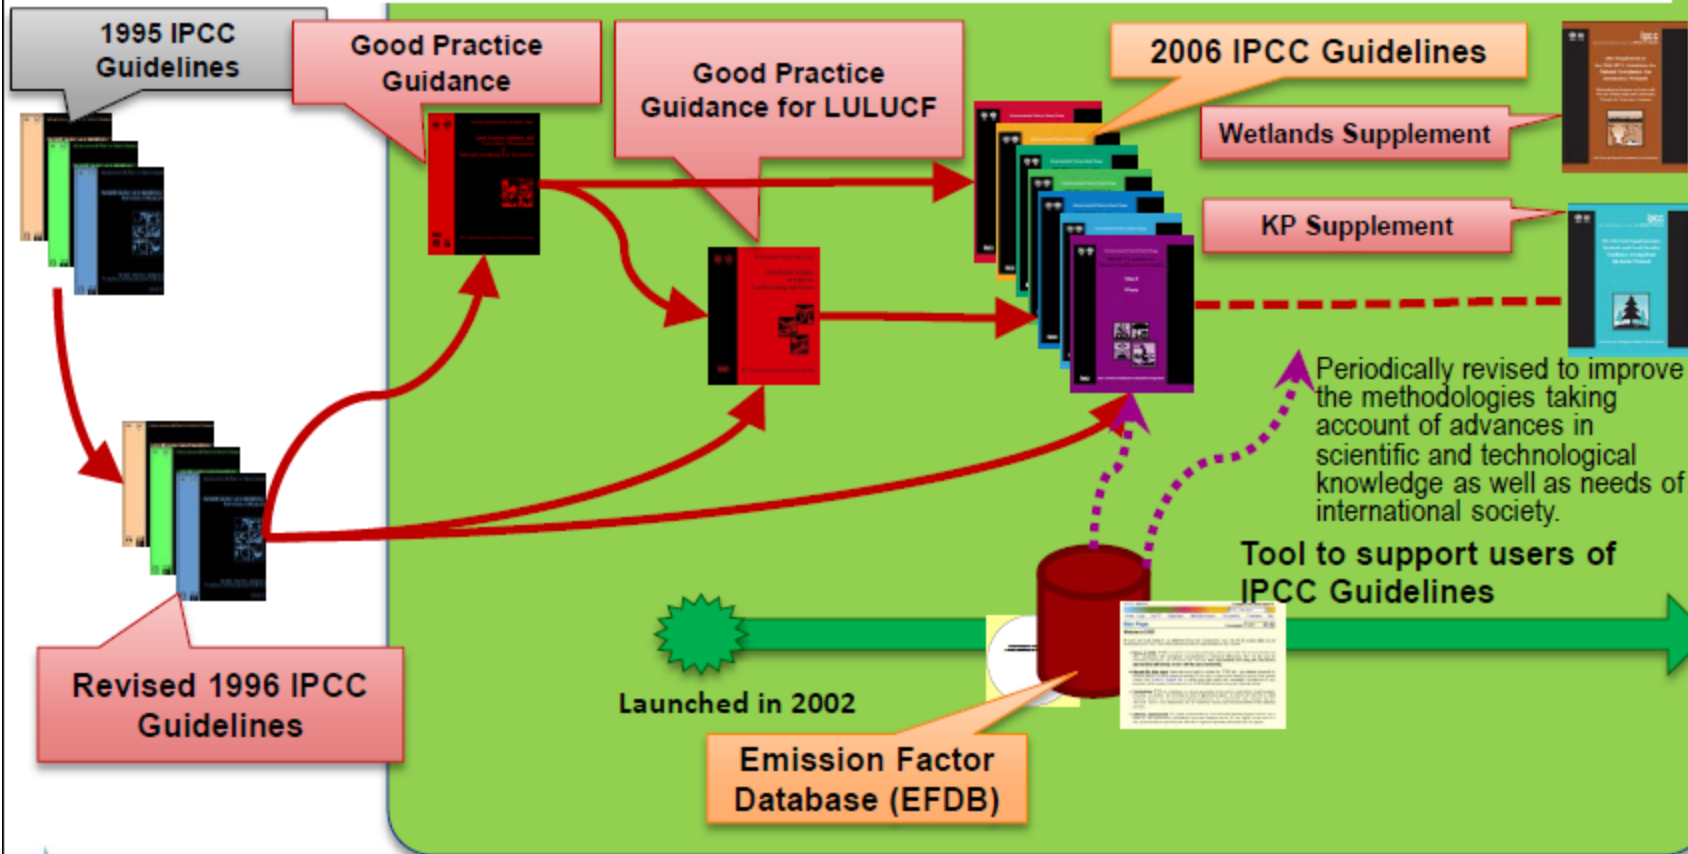 1995 IPCC
Guidelines
Good Practice
Guidance
Good Practice
Guidance for LULUCF
2006 IPCC Guidelines
Wetlands Supplement
KP Supplement
Periodically revised to improve
the methodologies taking
account of advances in
scientific and technological
knowledge as well as needs of
international society.
Tool to support users of
IPCC Guidelines
Revised 1996 IPCC
Guidelines
Launched in 2002
Emission Factor
Database (EFDB)
ipcc
ipcc